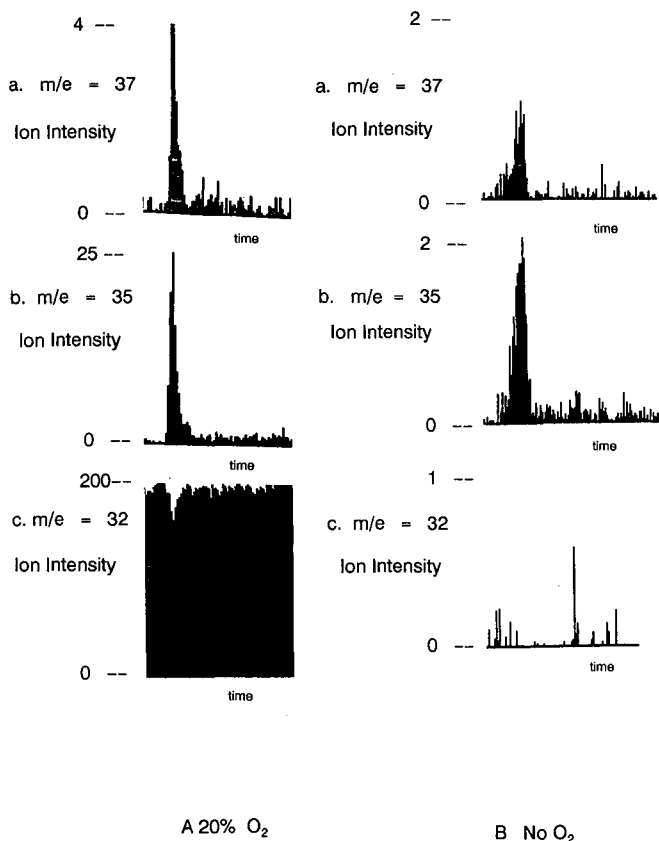 4 --
a. m/e = 37
Ion Intensity
0 --
time
25 --
b. m/e = 35
Ion Intensity
0 --
time
200--
c. m/e = 32
Ion Intensity
0 --
time
A 20% O₂
2 --
a. m/e = 37
Ion Intensity
0 --
time
2 --
b. m/e = 35
Ion Intensity
0 --
time
1 --
c. m/e = 32
Ion Intensity
0 --
time
B No O₂